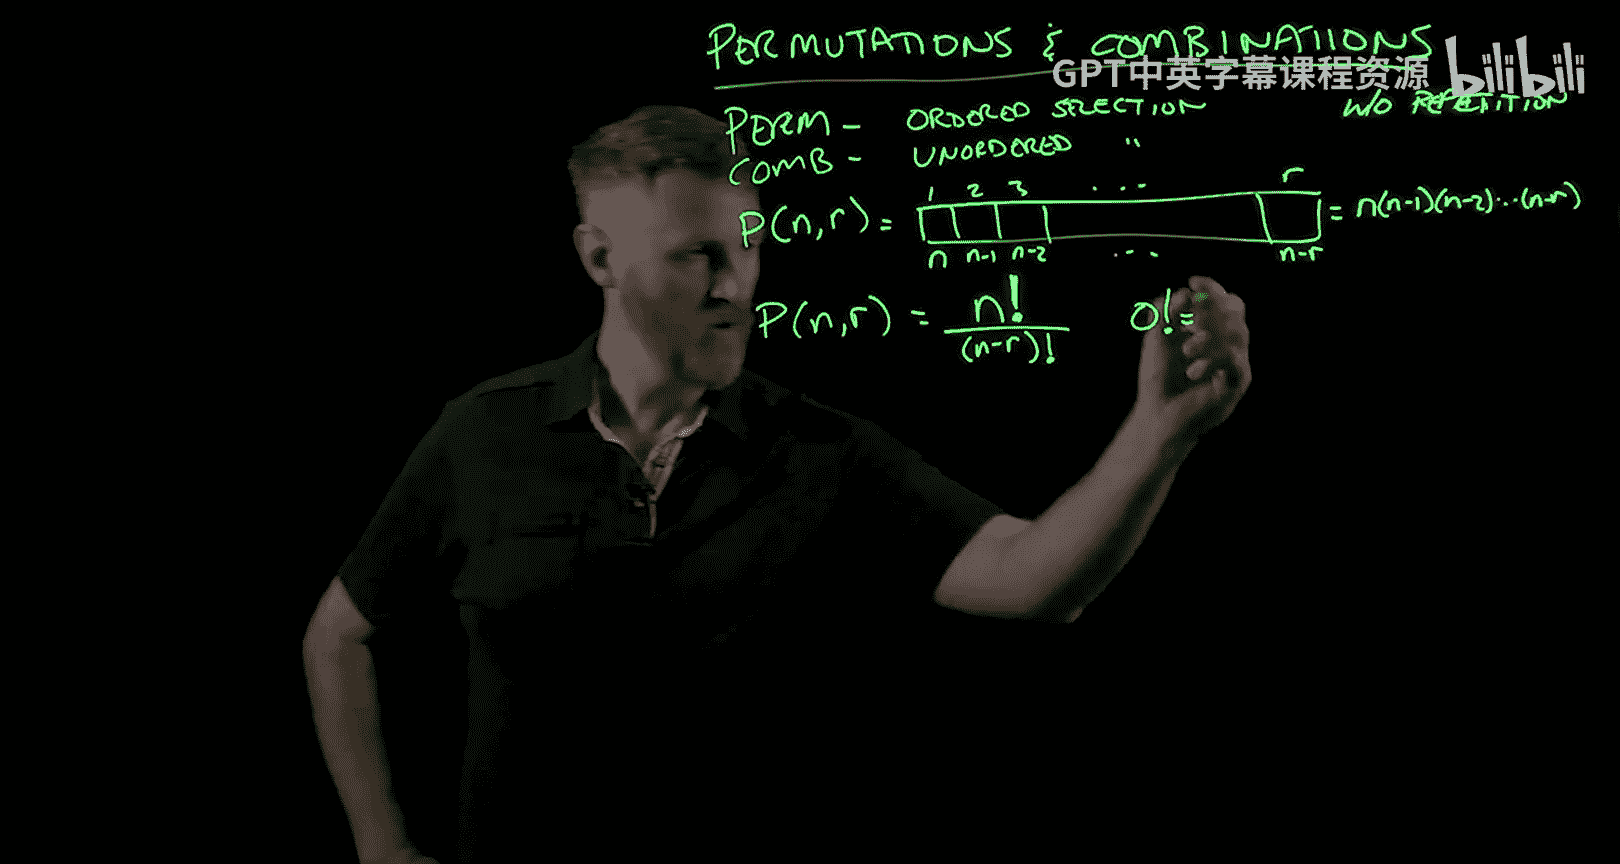 PERMUTATIONS & COMBINATIONS
GPT中英字幕课程资源 bilibili
PERM - ORDERED SELECTION W/O REPETITION
COMB - UNORDERED "
1 2 3 ... r
P(n,r) = = n(n-1)(n-2)...(n-r)
n n-1 n-2 ... n-r
P(n,r) = n!/(n-r)! 0!=